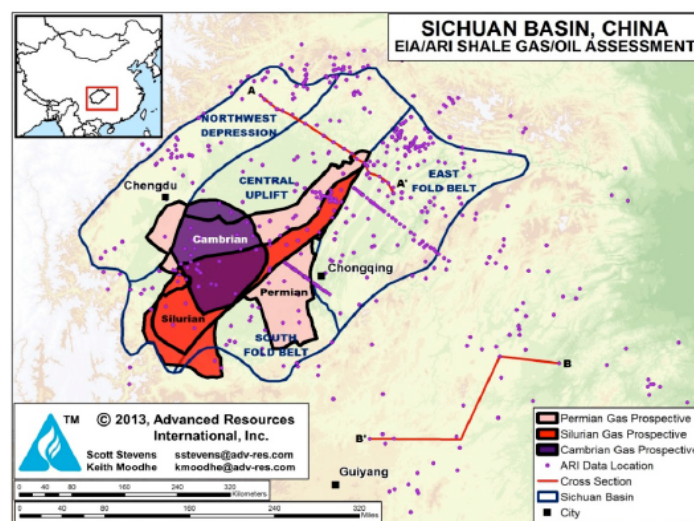 SICHUAN BASIN, CHINA
EIA/ARI SHALE GAS/OIL ASSESSMENT
A
NORTHWEST
DEPRESSION
EAST
FOLD BELT
A'
CENTRAL
UPLIFT
Chengdu
Cambrian
Chongqing
Permian
Silurian
SOUTH
FOLD BELT
B
B'
Guiyang
TM
© 2013, Advanced Resources
International, Inc.
Scott Stevens sstevens@adv-res.com
Keith Moodhe kmoodhe@adv-res.com
0 40 80 160 240 320
Kilometers
0 40 80 160 240 320
Miles
Permian Gas Prospective
Silurian Gas Prospective
Cambrian Gas Prospective
ARI Data Location
Cross Section
Sichuan Basin
City